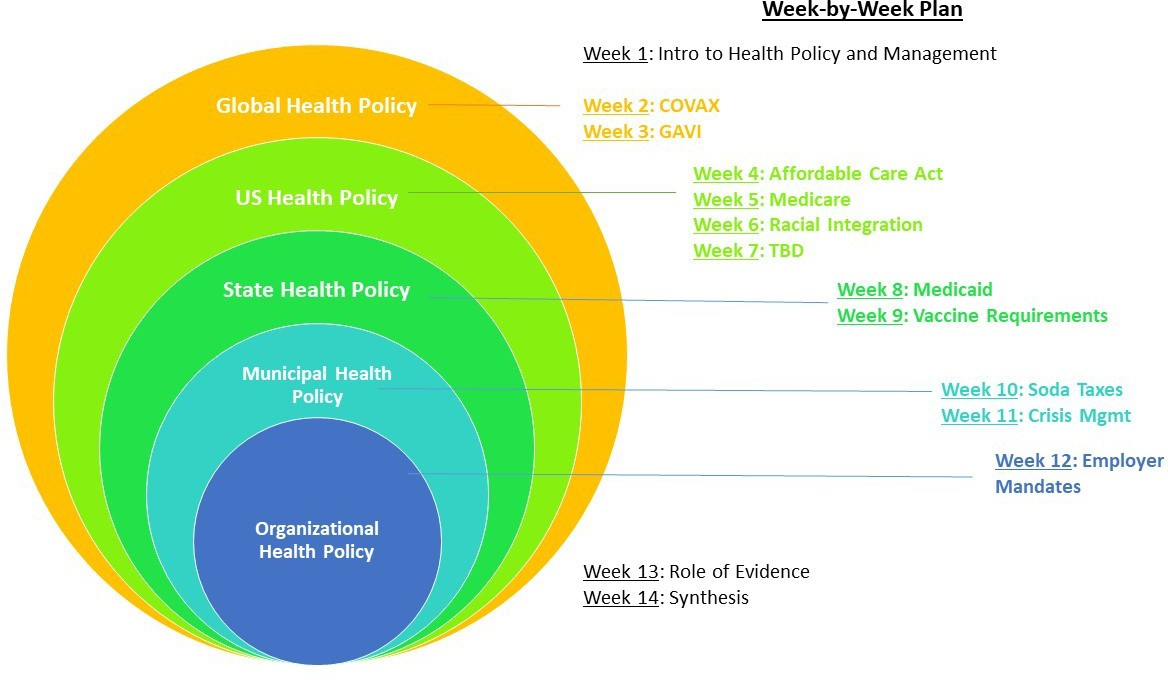 Week-by-Week Plan
Week 1: Intro to Health Policy and Management
Global Health Policy
Week 2: COVAX
Week 3: GAVI
US Health Policy
Week 4: Affordable Care Act
Week 5: Medicare
Week 6: Racial Integration
Week 7: TBD
State Health Policy
Week 8: Medicaid
Week 9: Vaccine Requirements
Municipal Health
Policy
Week 10: Soda Taxes
Week 11: Crisis Mgmt
Organizational
Health Policy
Week 12: Employer
Mandates
Week 13: Role of Evidence
Week 14: Synthesis